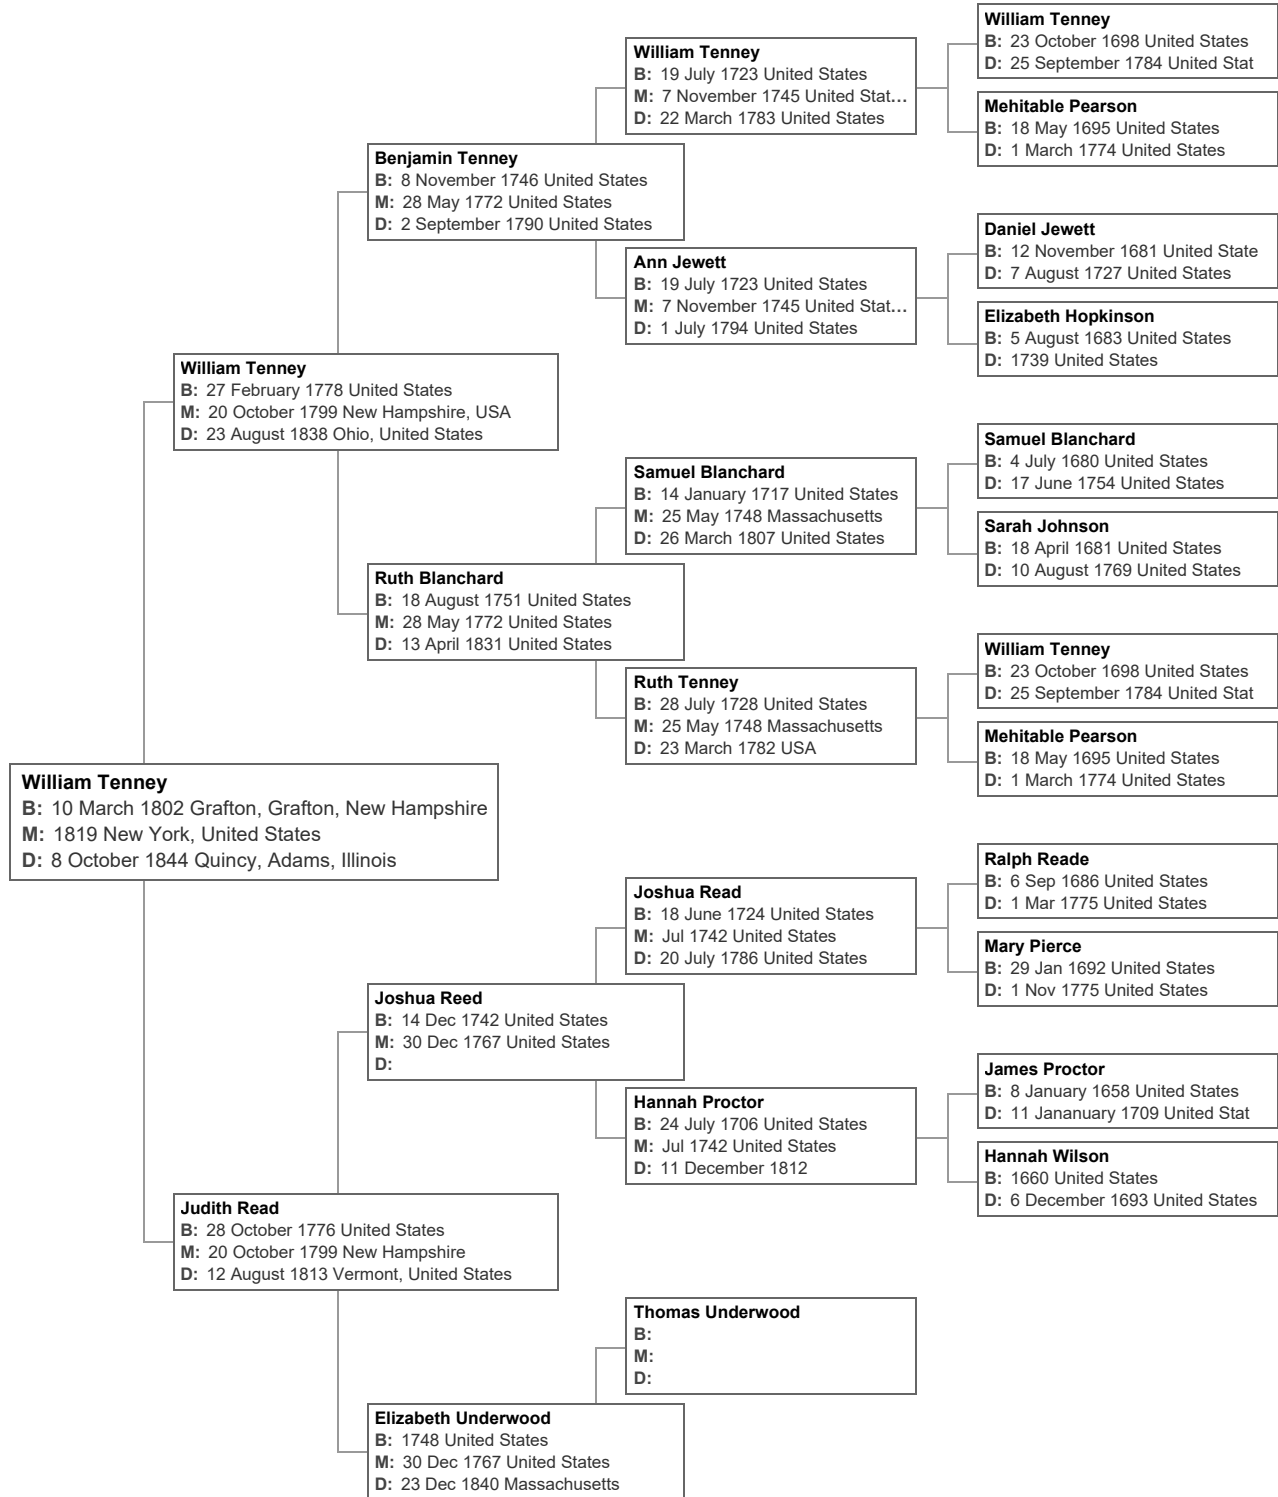 William Tenney
B: 23 October 1698 United States
D: 25 September 1784 United Stat
William Tenney
B: 19 July 1723 United States
M: 7 November 1745 United Stat...
D: 22 March 1783 United States
Mehitable Pearson
B: 18 May 1695 United States
D: 1 March 1774 United States
Benjamin Tenney
B: 8 November 1746 United States
M: 28 May 1772 United States
D: 2 September 1790 United States
Daniel Jewett
B: 12 November 1681 United State
D: 7 August 1727 United States
Ann Jewett
B: 19 July 1723 United States
M: 7 November 1745 United Stat...
D: 1 July 1794 United States
Elizabeth Hopkinson
B: 5 August 1683 United States
D: 1739 United States
William Tenney
B: 27 February 1778 United States
M: 20 October 1799 New Hampshire, USA
D: 23 August 1838 Ohio, United States
Samuel Blanchard
B: 4 July 1680 United States
D: 17 June 1754 United States
Samuel Blanchard
B: 14 January 1717 United States
M: 25 May 1748 Massachusetts
D: 26 March 1807 United States
Sarah Johnson
B: 18 April 1681 United States
D: 10 August 1769 United States
Ruth Blanchard
B: 18 August 1751 United States
M: 28 May 1772 United States
D: 13 April 1831 United States
William Tenney
B: 23 October 1698 United States
D: 25 September 1784 United Stat
Ruth Tenney
B: 28 July 1728 United States
M: 25 May 1748 Massachusetts
D: 23 March 1782 USA
Mehitable Pearson
B: 18 May 1695 United States
D: 1 March 1774 United States
William Tenney
B: 10 March 1802 Grafton, Grafton, New Hampshire
M: 1819 New York, United States
D: 8 October 1844 Quincy, Adams, Illinois
Ralph Reade
B: 6 Sep 1686 United States
D: 1 Mar 1775 United States
Joshua Read
B: 18 June 1724 United States
M: Jul 1742 United States
D: 20 July 1786 United States
Mary Pierce
B: 29 Jan 1692 United States
D: 1 Nov 1775 United States
Joshua Reed
B: 14 Dec 1742 United States
M: 30 Dec 1767 United States
D:
James Proctor
B: 8 January 1658 United States
D: 11 Jananuary 1709 United Stat
Hannah Proctor
B: 24 July 1706 United States
M: Jul 1742 United States
D: 11 December 1812
Hannah Wilson
B: 1660 United States
D: 6 December 1693 United States
Judith Read
B: 28 October 1776 United States
M: 20 October 1799 New Hampshire
D: 12 August 1813 Vermont, United States
Thomas Underwood
B:
M:
D:
Elizabeth Underwood
B: 1748 United States
M: 30 Dec 1767 United States
D: 23 Dec 1840 Massachusetts